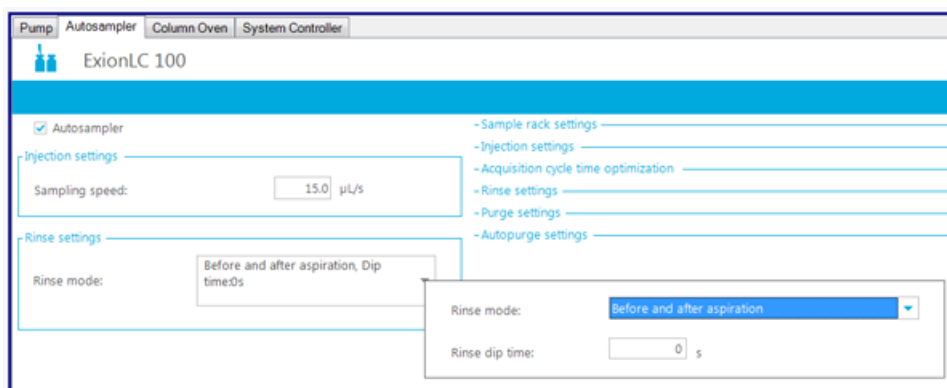 Pump Autosampler Column Oven System Controller
ExionLC 100
Autosampler
Injection settings
Sampling speed: 15.0 µL/s
Rinse settings
Rinse mode: Before and after aspiration, Dip
time:0s
Sample rack settings
Injection settings
Acquisition cycle time optimization
Rinse settings
Purge settings
Autopurge settings
Rinse mode: Before and after aspiration
Rinse dip time: 0 s